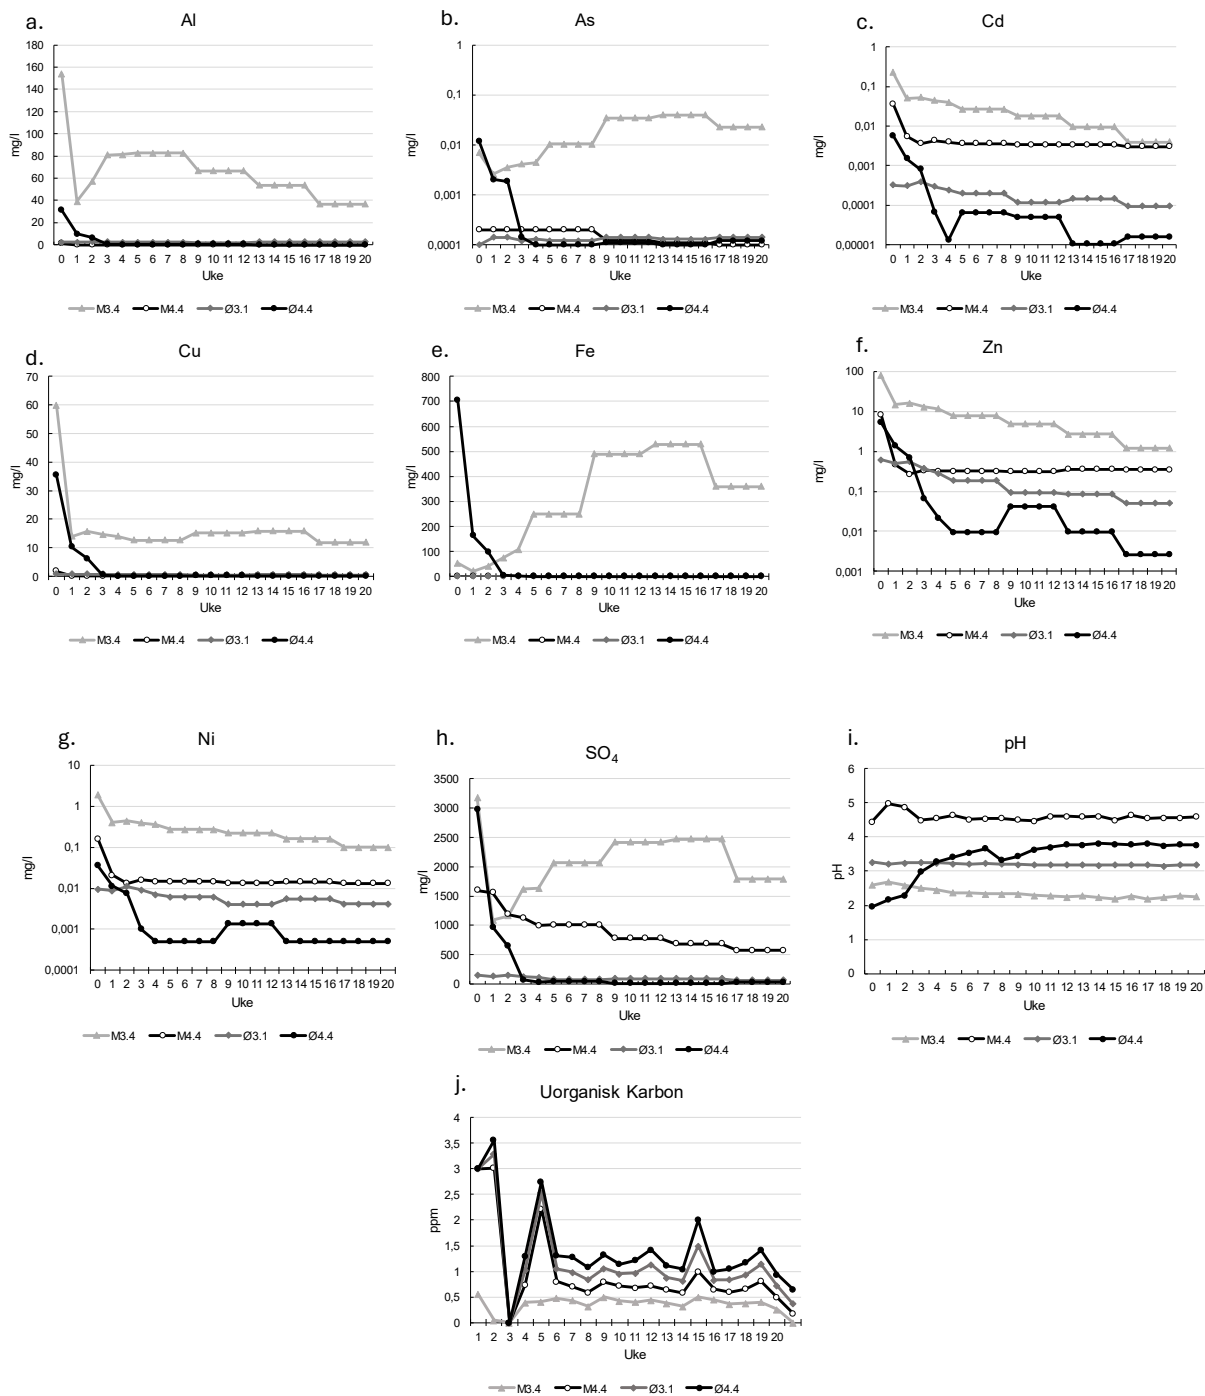 a.
Al
180
160
140
120
100
80
60
40
20
0
mg/l
0 1 2 3 4 5 6 7 8 9 10 11 12 13 14 15 16 17 18 19 20
Uke
M3.4 M4.4 Ø3.1 Ø4.4
b.
As
1
0,1
0,01
0,001
0,0001
mg/l
0 1 2 3 4 5 6 7 8 9 10 11 12 13 14 15 16 17 18 19 20
Uke
M3.4 M4.4 Ø3.1 Ø4.4
c.
Cd
1
0,1
0,01
0,001
0,0001
0,00001
mg/l
0 1 2 3 4 5 6 7 8 9 10 11 12 13 14 15 16 17 18 19 20
Uke
M3.4 M4.4 Ø3.1 Ø4.4
d.
Cu
70
60
50
40
30
20
10
0
mg/l
0 1 2 3 4 5 6 7 8 9 10 11 12 13 14 15 16 17 18 19 20
Uke
M3.4 M4.4 Ø3.1 Ø4.4
e.
Fe
800
700
600
500
400
300
200
100
0
mg/l
0 1 2 3 4 5 6 7 8 9 10 11 12 13 14 15 16 17 18 19 20
Uke
M3.4 M4.4 Ø3.1 Ø4.4
f.
Zn
100
10
1
0,1
0,01
0,001
mg/l
0 1 2 3 4 5 6 7 8 9 10 11 12 13 14 15 16 17 18 19 20
Uke
M3.4 M4.4 Ø3.1 Ø4.4
g.
Ni
10
1
0,1
0,01
0,001
0,0001
mg/l
0 1 2 3 4 5 6 7 8 9 10 11 12 13 14 15 16 17 18 19 20
Uke
M3.4 M4.4 Ø3.1 Ø4.4
h.
SO4
3500
3000
2500
2000
1500
1000
500
0
mg/l
0 1 2 3 4 5 6 7 8 9 10 11 12 13 14 15 16 17 18 19 20
Uke
M3.4 M4.4 Ø3.1 Ø4.4
i.
pH
6
5
4
3
2
1
0
pH
0 1 2 3 4 5 6 7 8 9 10 11 12 13 14 15 16 17 18 19 20
Uke
M3.4 M4.4 Ø3.1 Ø4.4
j.
Uorganisk Karbon
4
3,5
3
2,5
2
1,5
1
0,5
0
ppm
1 2 3 4 5 6 7 8 9 10 11 12 13 14 15 16 17 18 19 20
Uke
M3.4 M4.4 Ø3.1 Ø4.4